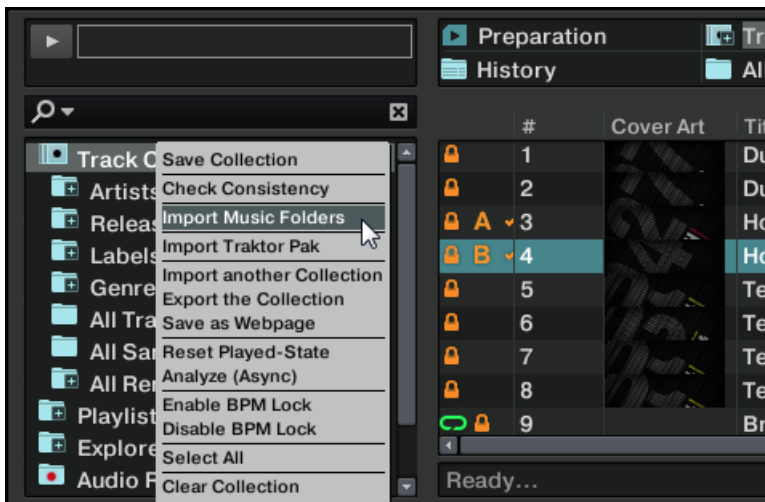 Preparation
History
Tr
All
# Cover Art
Track C
Artists
Releas
Labels
Genre
All Tra
All Sa
All Re
Playlist
Explore
Audio R
Save Collection
Check Consistency
Import Music Folders
Import Traktor Pak
Import another Collection
Export the Collection
Save as Webpage
Reset Played-State
Analyze (Async)
Enable BPM Lock
Disable BPM Lock
Select All
Clear Collection
1 Du
2 Du
A 3 Ho
B 4 Ho
5 Te
6 Te
7 Te
8 Te
9 Br
Ready...